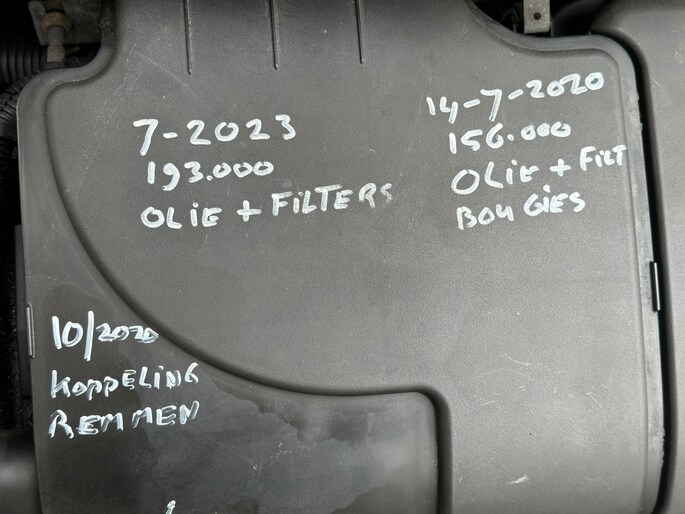 7-2023
193.000
OLiE + FiLTERS
14-7-2020
156.000
OLiE + FiLT
BOUGiES
10/2020
KOPPELiNG
REMMEN